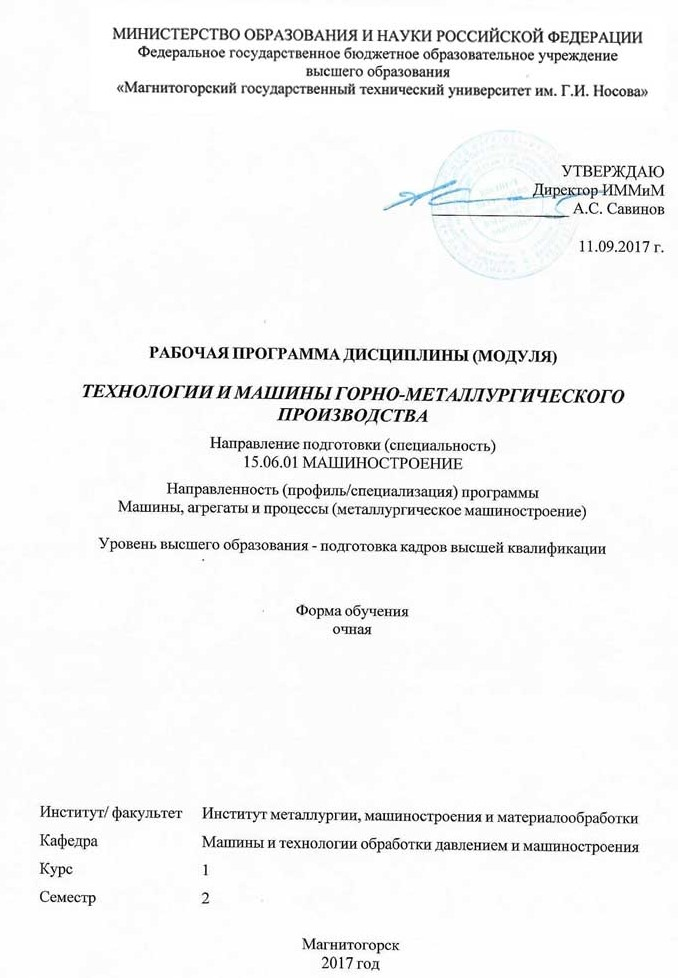 МИНИСТЕРСТВО ОБРАЗОВАНИЯ И НАУКИ РОССИЙСКОЙ ФЕДЕРАЦИИ
Федеральное государственное бюджетное образовательное учреждение
высшего образования
«Магнитогорский государственный технический университет им. Г.И. Носова»
УТВЕРЖДАЮ
Директор ИММиМ
А.С. Савинов
11.09.2017 г.
РАБОЧАЯ ПРОГРАММА ДИСЦИПЛИНЫ (МОДУЛЯ)
ТЕХНОЛОГИИ И МАШИНЫ ГОРНО-МЕТАЛЛУРГИЧЕСКОГО
ПРОИЗВОДСТВА
Направление подготовки (специальность)
15.06.01 МАШИНОСТРОЕНИЕ
Направленность (профиль/специализация) программы
Машины, агрегаты и процессы (металлургическое машиностроение)
Уровень высшего образования - подготовка кадров высшей квалификации
Форма обучения
очная
Институт/ факультет Институт металлургии, машиностроения и материалообработки
Кафедра Машины и технологии обработки давлением и машиностроения
Курс 1
Семестр 2
Магнитогорск
2017 год